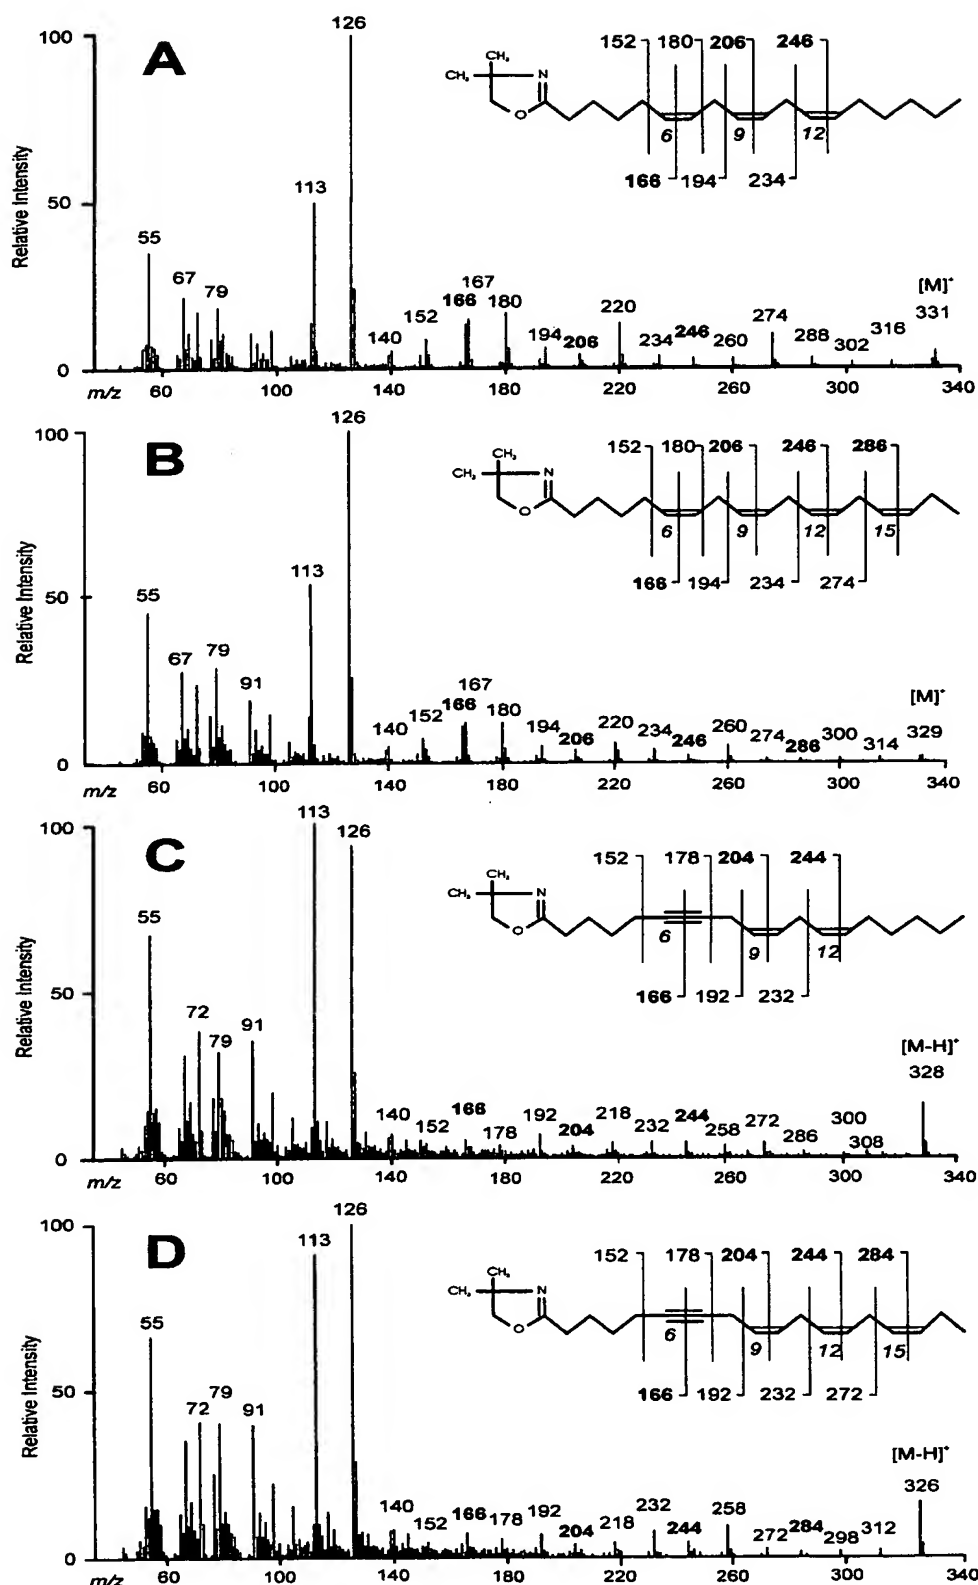 A
Relative Intensity
100
50
0
126
113
55
67
79
140
152
166
167
180
194
206
220
234
246
260
274
288
302
316
[M]⁺
331
m/z
60 100 140 180 220 260 300 340
CH₃
CH₃
N
O
152 180 206 246
6 9 12
166 194 234
B
Relative Intensity
100
50
0
126
113
55
67
79
91
140
152
166
167
180
194
206
220
234
246
260
274
286
300
314
[M]⁺
329
m/z
60 100 140 180 220 260 300 340
CH₃
CH₃
N
O
152 180 206 246 286
6 9 12 15
166 194 234 274
C
Relative Intensity
100
50
0
113
126
55
72
79
91
140
152
166
178
192
204
218
232
244
258
272
286
300
308
[M-H]⁺
328
m/z
60 100 140 180 220 260 300 340
CH₃
CH₃
N
O
152 178 204 244
6 9 12
166 192 232
D
Relative Intensity
100
50
0
126
113
55
72
79
91
140
152
166
178
192
204
218
232
244
258
272
284
298
312
[M-H]⁺
326
m/z
60 100 140 180 220 260 300 340
CH₃
CH₃
N
O
152 178 204 244 284
6 9 12 15
166 192 232 272